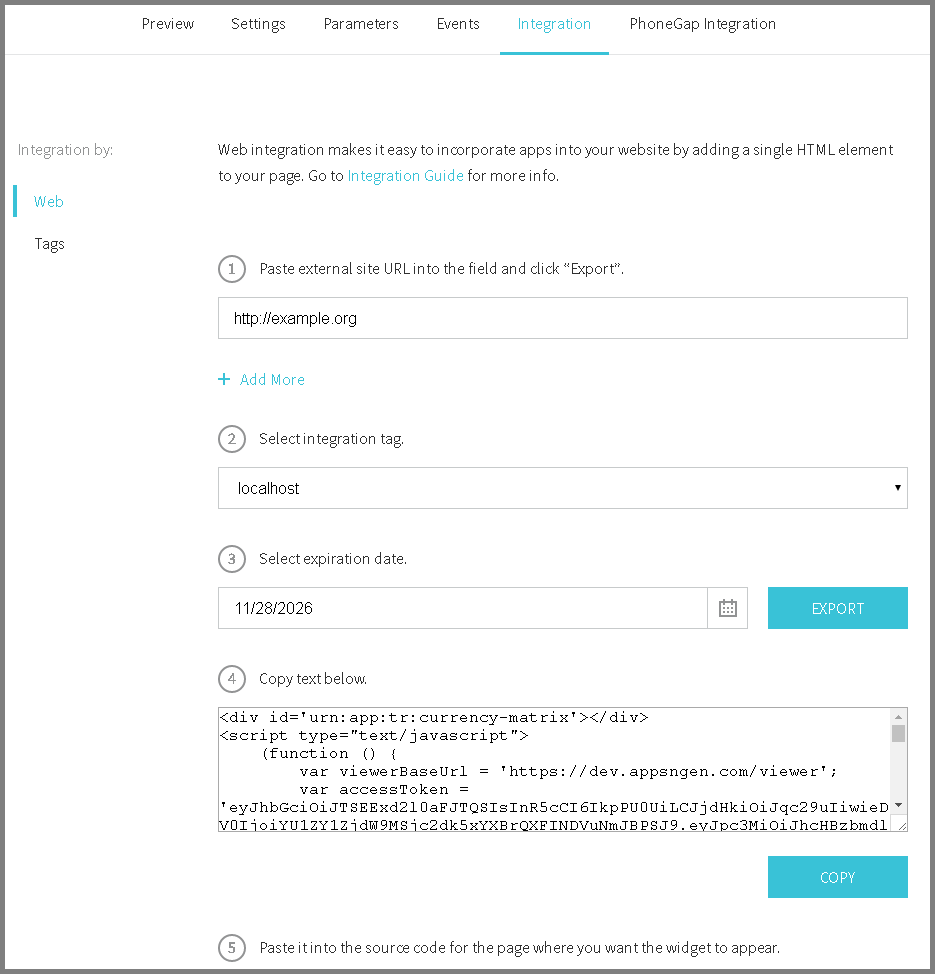 Preview Settings Parameters Events Integration PhoneGap Integration
Integration by:
Web
Tags
Web integration makes it easy to incorporate apps into your website by adding a single HTML element
to your page. Go to Integration Guide for more info.
1 Paste external site URL into the field and click “Export”.
http://example.org
+ Add More
2 Select integration tag.
localhost
3 Select expiration date.
11/28/2026
EXPORT
4 Copy text below.
<div id='urn:app:tr:currency-matrix'></div>
<script type="text/javascript">
(function () {
var viewerBaseUrl = 'https://dev.appsngen.com/viewer';
var accessToken =
'eyJhbGciOiJTSEExd2l0aFJTQSIsInR5cCI6IkpPU0UiLCJjdHkiOiJqc29uIiwieD
V0IjoiYU1ZY1ZjdW9MSjc2dk5xYXBrQXFINDVuNmJBPSJ9.eyJpc3MiOiJhcHBzbmdl
COPY
5 Paste it into the source code for the page where you want the widget to appear.